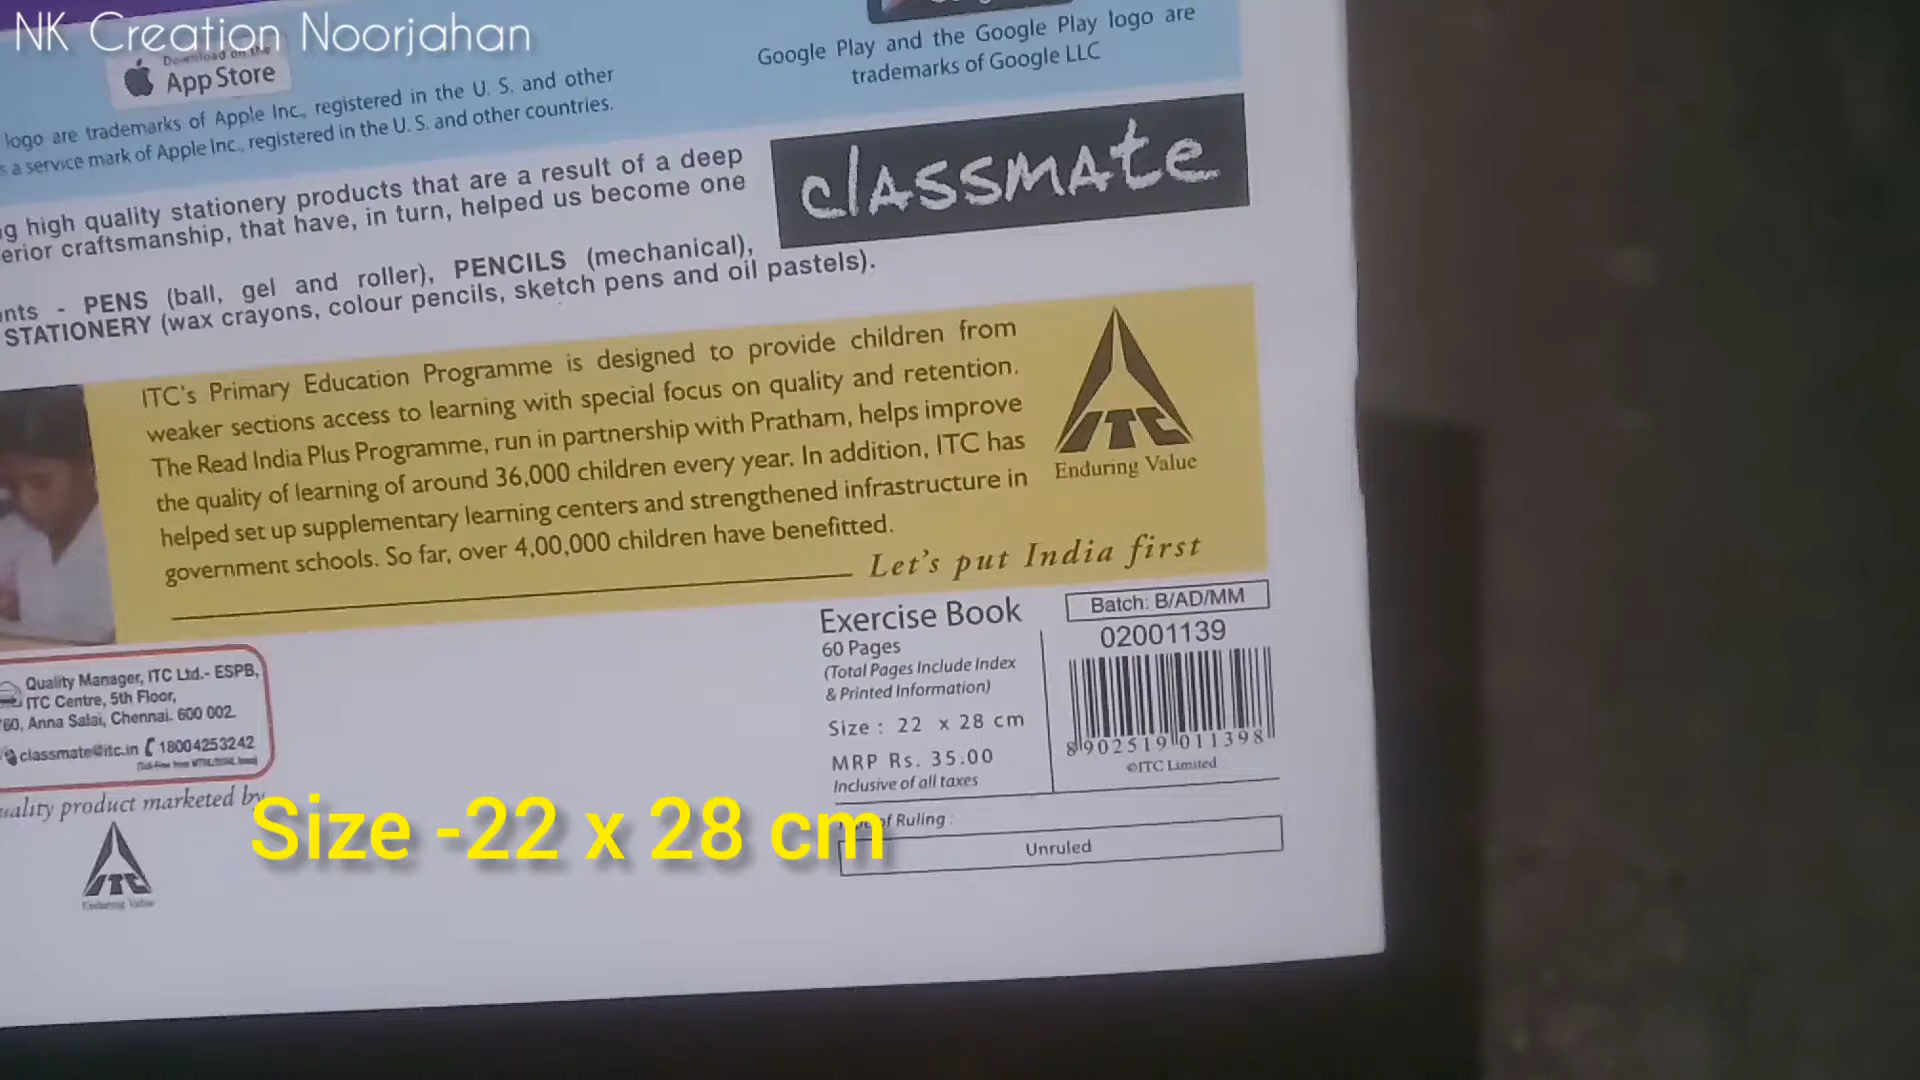 NK Creation Noorjahan
Download on the
App Store
Google Play and the Google Play logo are
trademarks of Google LLC
logo are trademarks of Apple Inc., registered in the U. S. and other
a service mark of Apple Inc., registered in the U. S. and other countries.
classmate
high quality stationery products that are a result of a deep
craftsmanship, that have, in turn, helped us become one
- PENS (ball, gel and roller), PENCILS (mechanical),
STATIONERY (wax crayons, colour pencils, sketch pens and oil pastels).
ITC's Primary Education Programme is designed to provide children from
weaker sections access to learning with special focus on quality and retention.
The Read India Plus Programme, run in partnership with Pratham, helps improve
the quality of learning of around 36,000 children every year. In addition, ITC has
helped set up supplementary learning centers and strengthened infrastructure in
government schools. So far, over 4,00,000 children have benefitted.
Let's put India first
ITC
Enduring Value
Quality Manager, ITC Ltd.- ESPB,
ITC Centre, 5th Floor,
Anna Salai, Chennai. 600 002.
classmate@itc.in 18004253242
product marketed by
ITC
Enduring Value
Exercise Book
60 Pages
(Total Pages Include Index
& Printed Information)
Size : 22 x 28 cm
MRP Rs. 35.00
Inclusive of all taxes
Batch: B/AD/MM
02001139
8902519011398
©ITC Limited
of Ruling :
Unruled
Size -22 x 28 cm